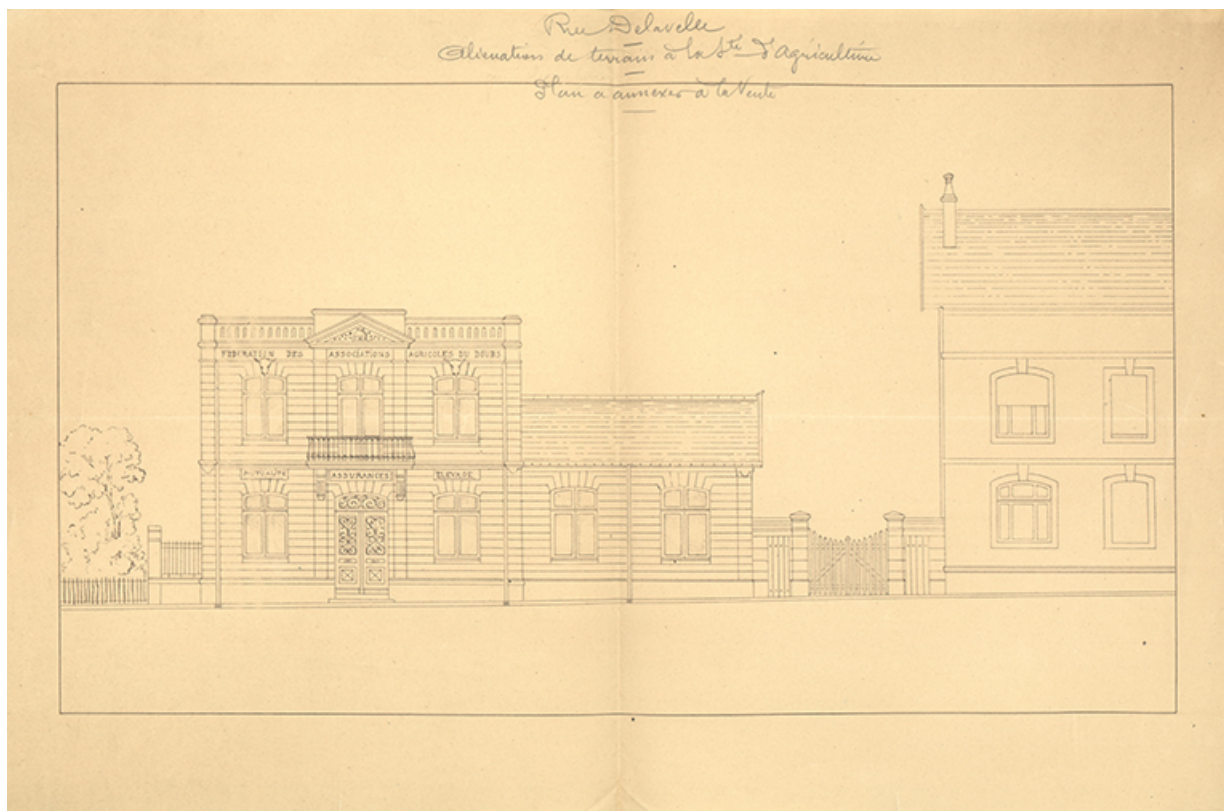 Rue Delavelle
Aliénations de terrains à la Sté d'Agriculture
Plan à annexer à la Vente
FEDERATION DES ASSOCIATIONS AGRICOLES DU DOUBS
MUTUALITE ASSURANCES ELEVAGE